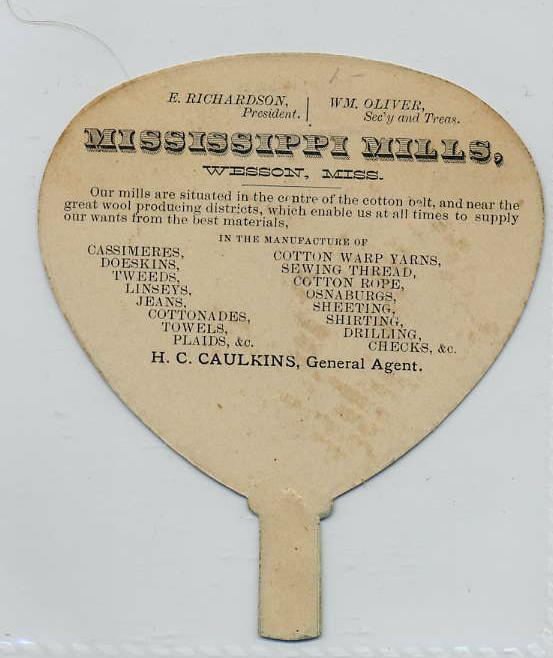 E. RICHARDSON, President.
WM. OLIVER, Sec'y and Treas.
MISSISSIPPI MILLS,
WESSON, MISS.
Our mills are situated in the centre of the cotton belt, and near the
great wool producing districts, which enable us at all times to supply
our wants from the best materials,
IN THE MANUFACTURE OF
CASSIMERES,
DOESKINS,
TWEEDS,
LINSEYS,
JEANS,
COTTONADES,
TOWELS,
PLAIDS, &c.
COTTON WARP YARNS,
SEWING THREAD,
COTTON ROPE,
OSNABURGS,
SHEETING,
SHIRTING,
DRILLING,
CHECKS, &c.
H. C. CAULKINS, General Agent.